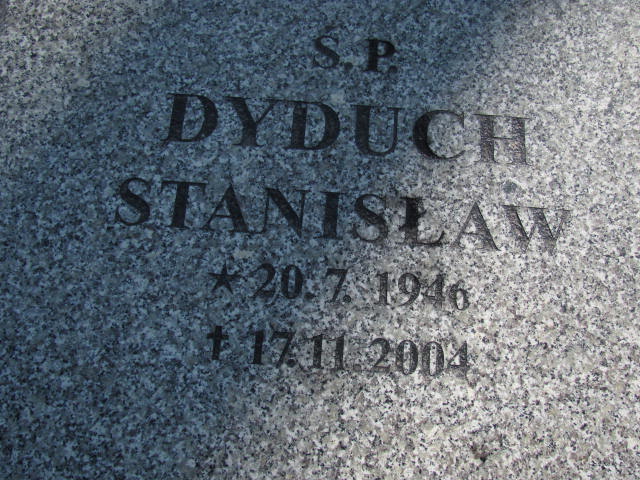 Ś.P.
DYDUCH
STANISŁAW
★ 20.7.1946
✝ 17.11.2004